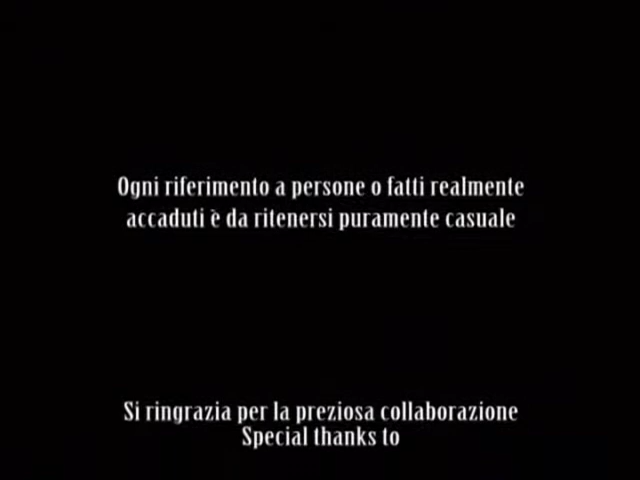 Ogni riferimento a persone o fatti realmente
accaduti è da ritenersi puramente casuale
Si ringrazia per la preziosa collaborazione
Special thanks to